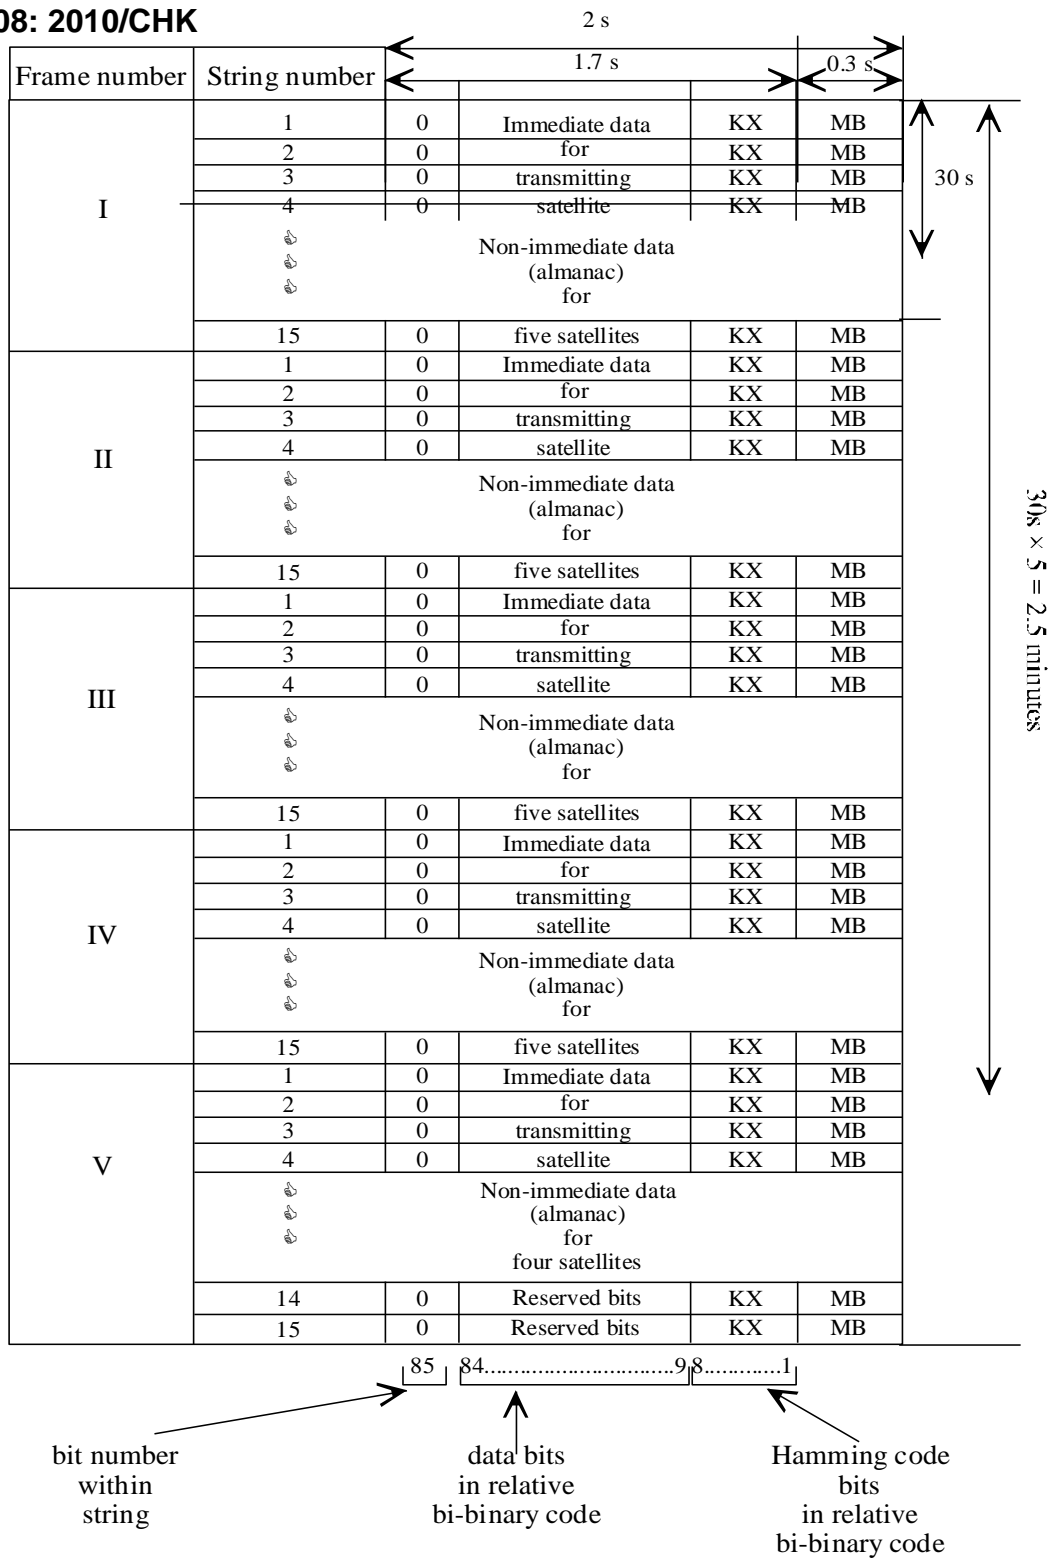 08: 2010/CHK
2 s
Frame number String number 1.7 s 0.3 s
1 0 Immediate data KX MB
2 0 for KX MB
3 0 transmitting KX MB
30 s
I 4 0 satellite KX MB
Non-immediate data
(almanac)
for
15 0 five satellites KX MB
1 0 Immediate data KX MB
2 0 for KX MB
3 0 transmitting KX MB
4 0 satellite KX MB
II
Non-immediate data
(almanac)
for
15 0 five satellites KX MB
1 0 Immediate data KX MB
2 0 for KX MB
3 0 transmitting KX MB
4 0 satellite KX MB
III
Non-immediate data
(almanac)
for
15 0 five satellites KX MB
1 0 Immediate data KX MB
2 0 for KX MB
3 0 transmitting KX MB
4 0 satellite KX MB
IV
Non-immediate data
(almanac)
for
15 0 five satellites KX MB
1 0 Immediate data KX MB
2 0 for KX MB
3 0 transmitting KX MB
4 0 satellite KX MB
V
Non-immediate data
(almanac)
for
four satellites
14 0 Reserved bits KX MB
15 0 Reserved bits KX MB
30s × 5 = 2.5 minutes
85 84..................................9 8.............1
bit number
within
string
data bits
in relative
bi-binary code
Hamming code
bits
in relative
bi-binary code